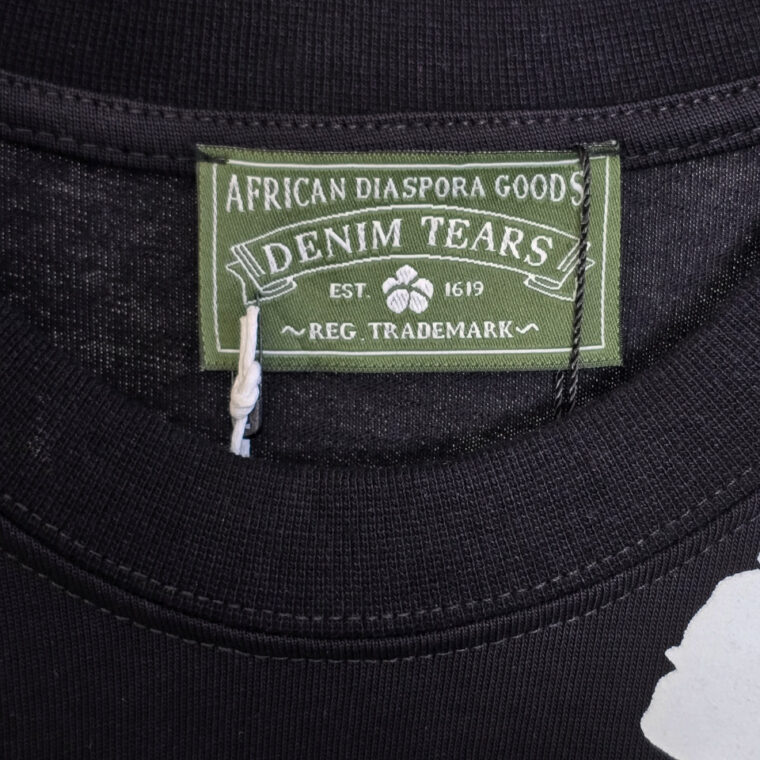 AFRICAN DIASPORA GOODS
DENIM TEARS
EST. 1619
~REG. TRADEMARK~